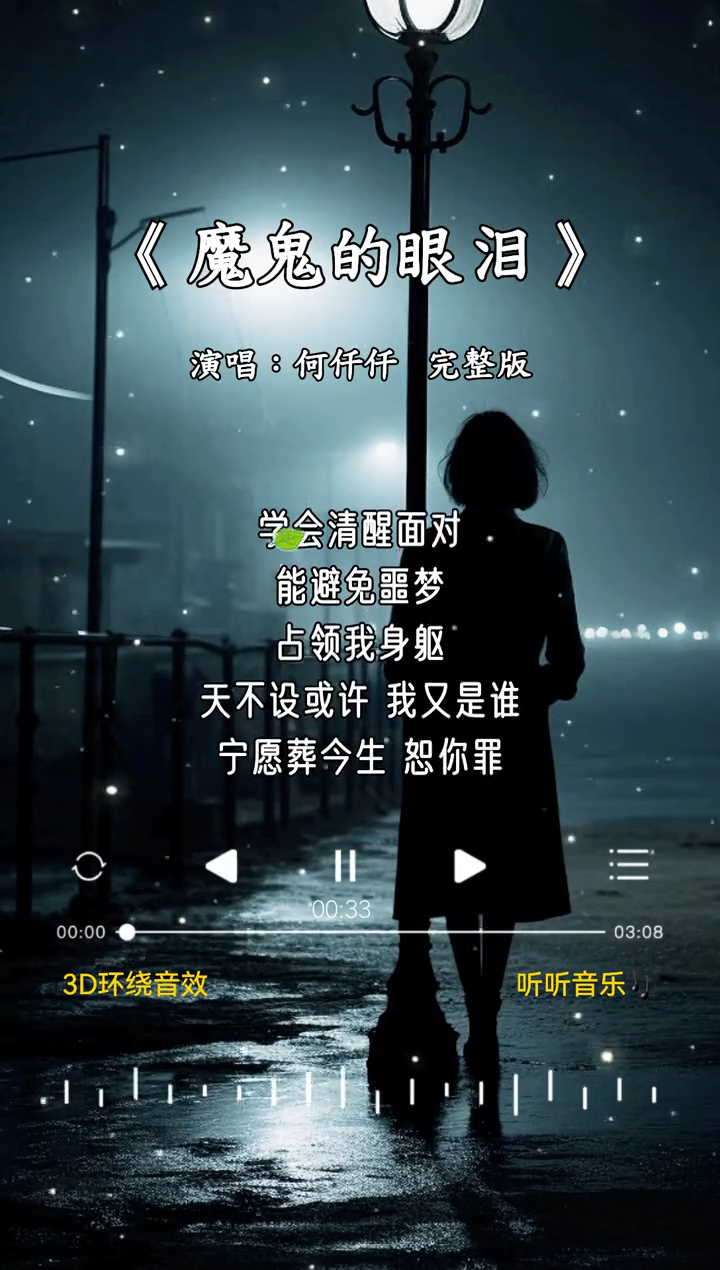 《魔鬼的眼泪》
演唱：何仟仟 完整版
学会清醒面对
能避免噩梦
占领我身躯
天不设或许 我又是谁
宁愿葬今生 恕你罪
00:33
00:00 03:08
3D环绕音效 听听音乐